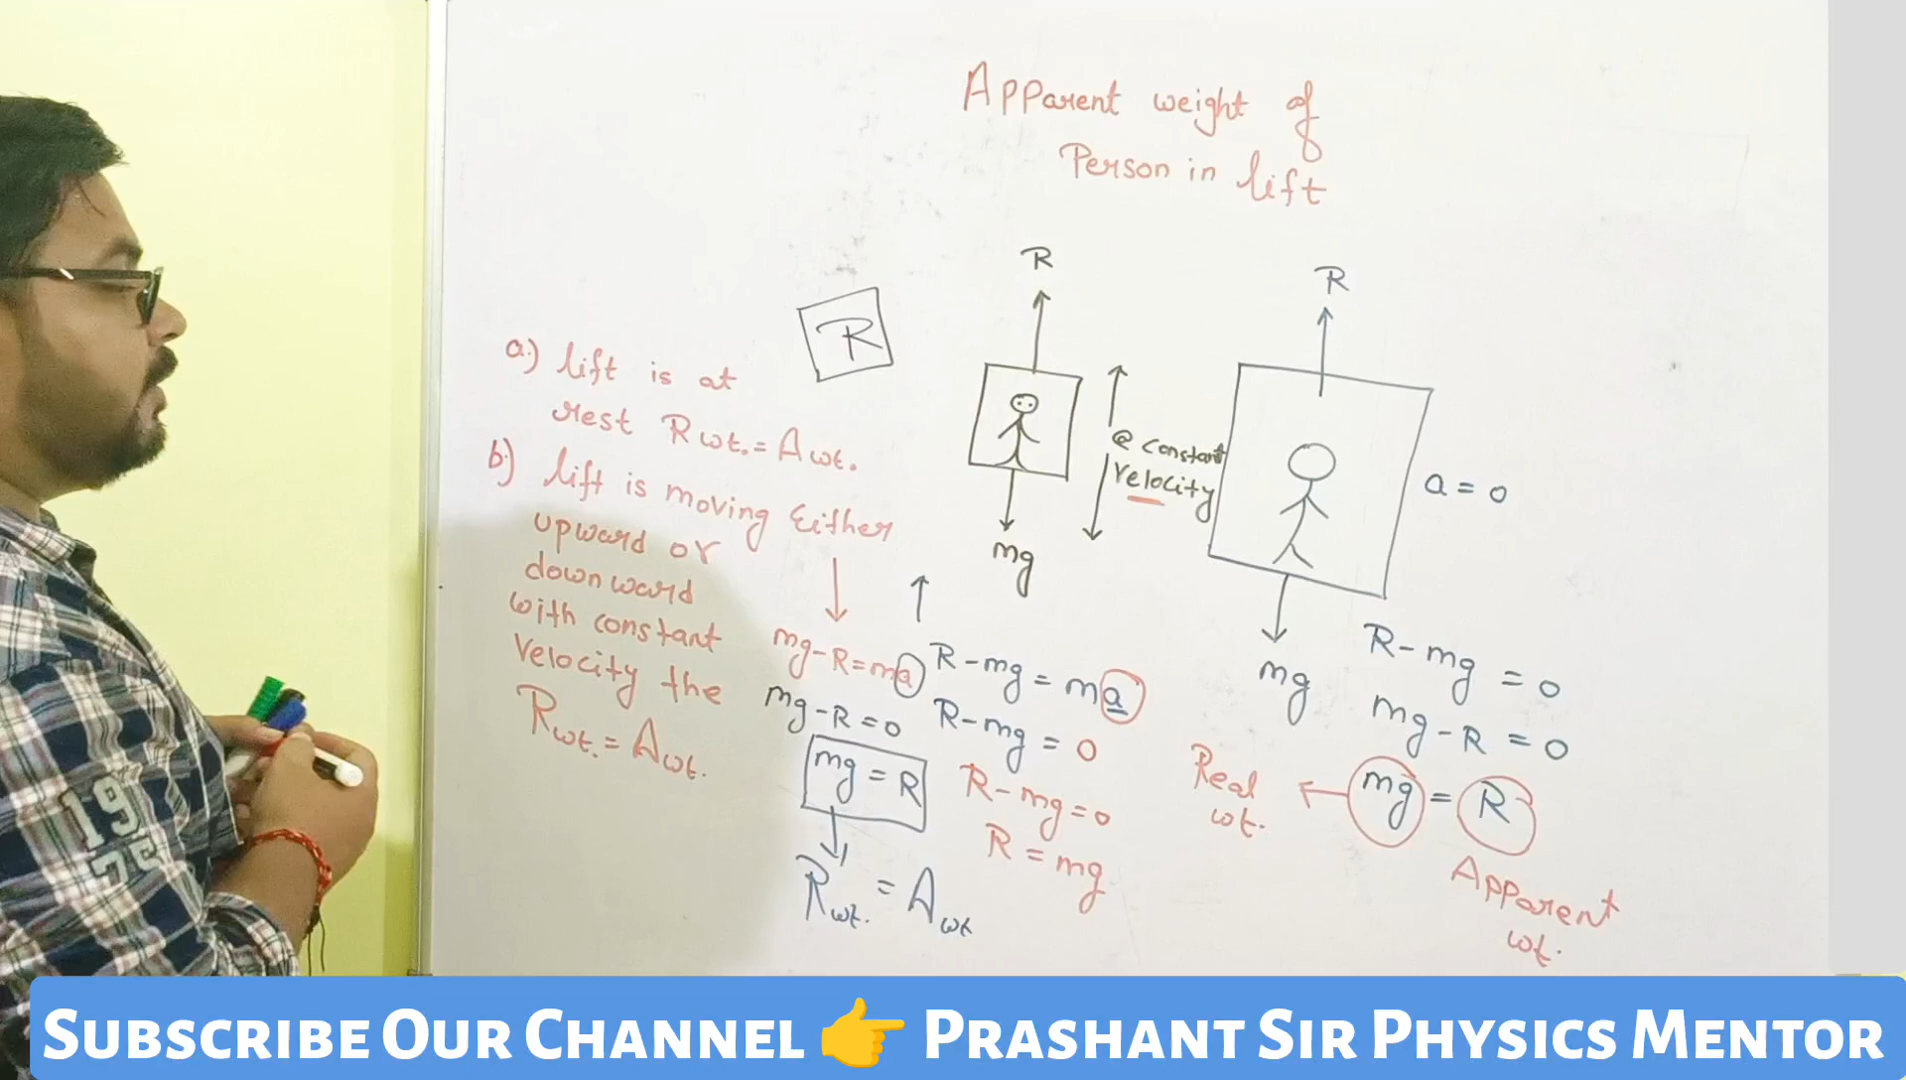 Apparent weight of
Person in lift
R
R
R
a.) lift is at
rest Rwt. = Awt.
b.) lift is moving Either
upward or
downward
with constant
Velocity the
Rwt. = Awt.
@ constant
Velocity
mg
a = 0
mg
mg-R=ma
mg-R=0
mg=R
Rwt. = Awt
R-mg = ma
R-mg = 0
R-mg=0
R=mg
R-mg = 0
mg-R = 0
mg = R
Real
wt.
Apparent
wt.
19
75
SUBSCRIBE OUR CHANNEL 👉 PRASHANT SIR PHYSICS MENTOR